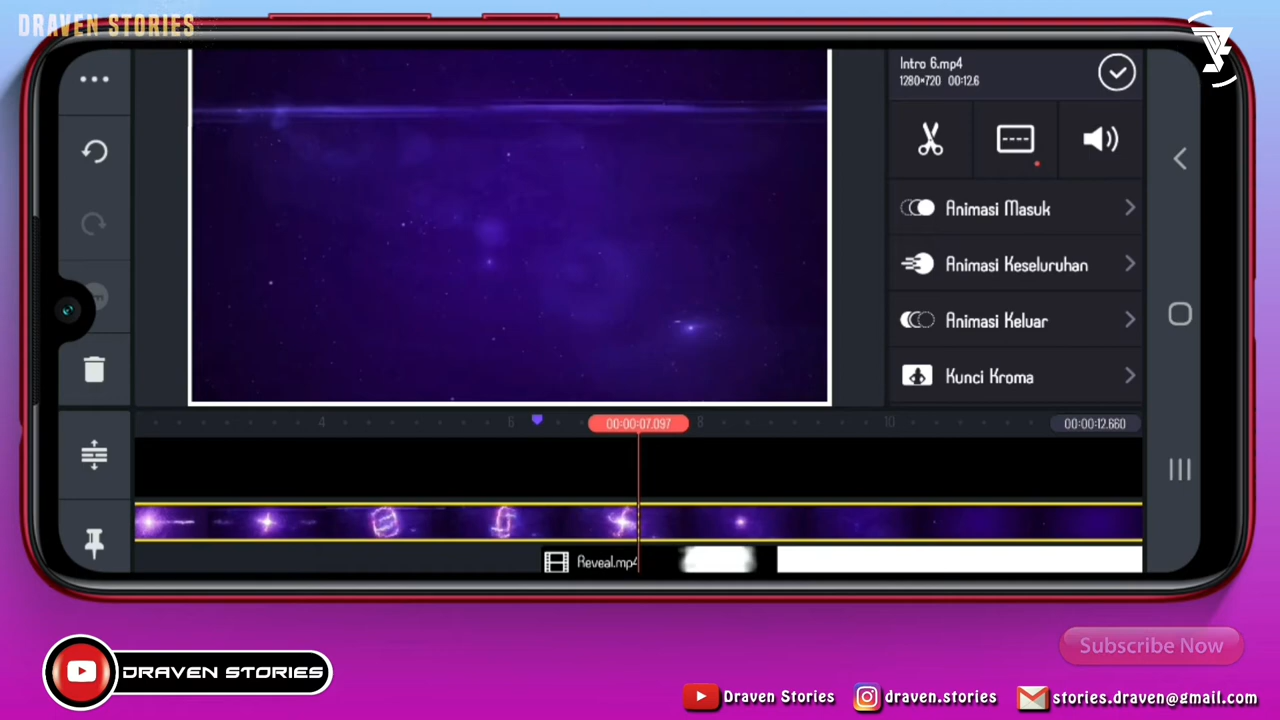 DRAVEN STORIES
Intro 6.mp4
1280×720 00:12.6
Animasi Masuk
Animasi Keseluruhan
Animasi Keluar
Kunci Kroma
4
6
00:00:07.097
8
10
00:00:12.660
Reveal.mp4
DRAVEN STORIES
Subscribe Now
Draven Stories
draven.stories
stories.draven@gmail.com